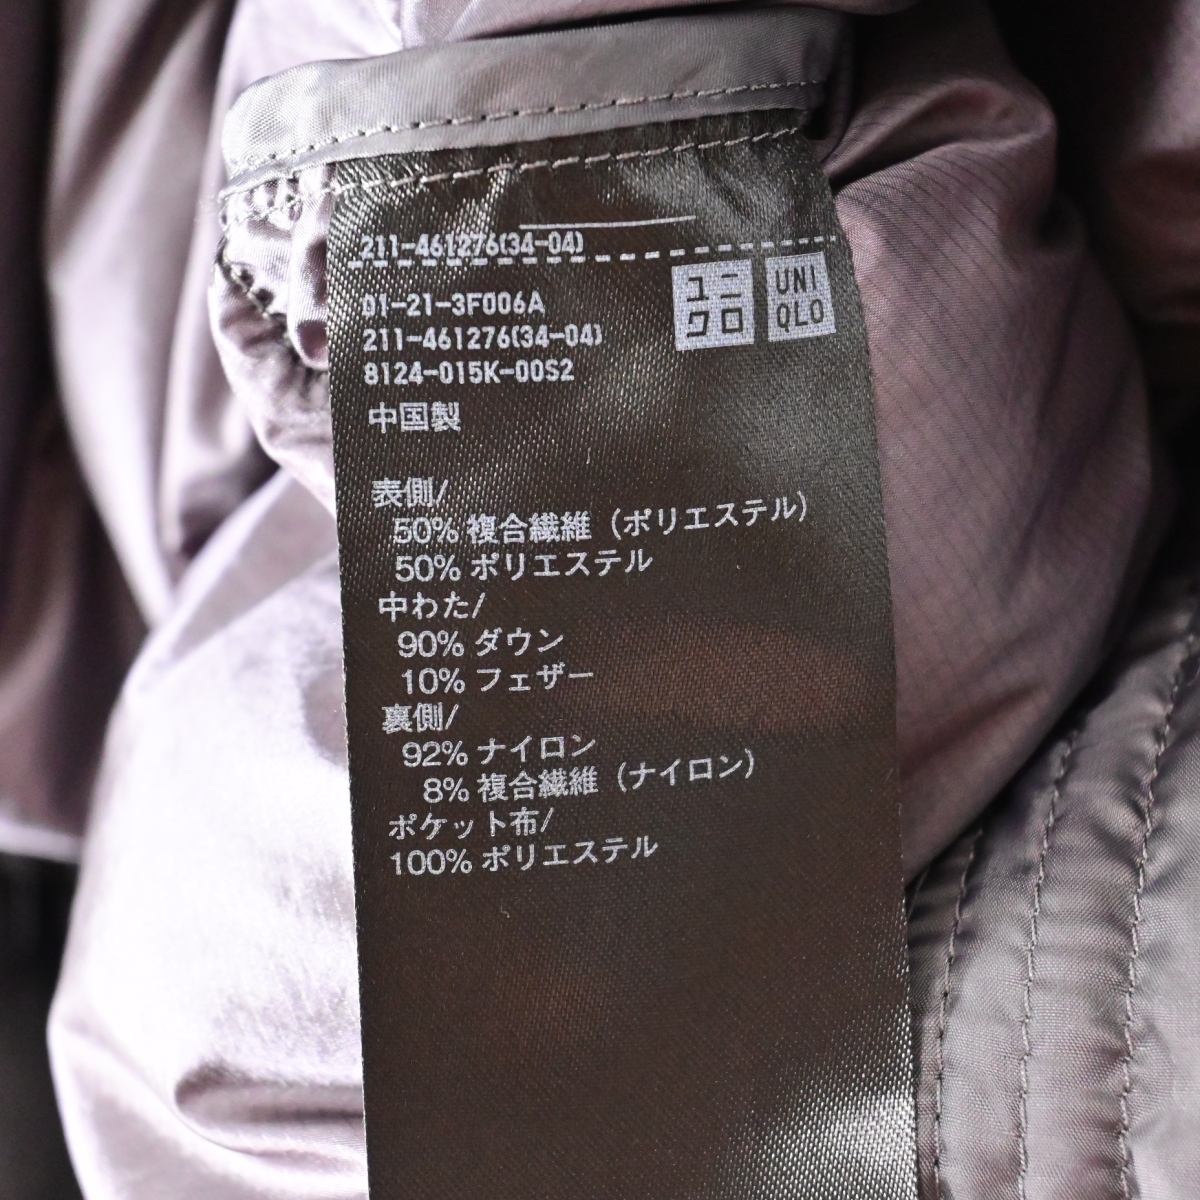 211-461276(34-04)
ユニ
クロ
UNI
QLO
01-21-3F006A
211-461276(34-04)
8124-015K-00S2
中国製
表側/
50% 複合繊維 (ポリエステル)
50% ポリエステル
中わた/
90% ダウン
10% フェザー
裏側/
92% ナイロン
8% 複合繊維 (ナイロン)
ポケット布/
100% ポリエステル